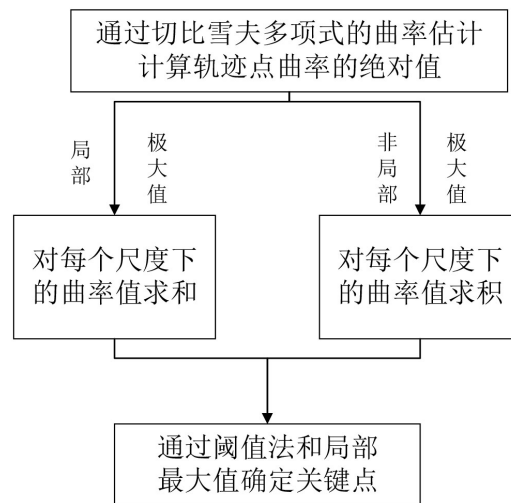 通过切比雪夫多项式的曲率估计
计算轨迹点曲率的绝对值
局部
极大值
非局部
极大值
对每个尺度下
的曲率值求和
对每个尺度下
的曲率值求积
通过阈值法和局部
最大值确定关键点